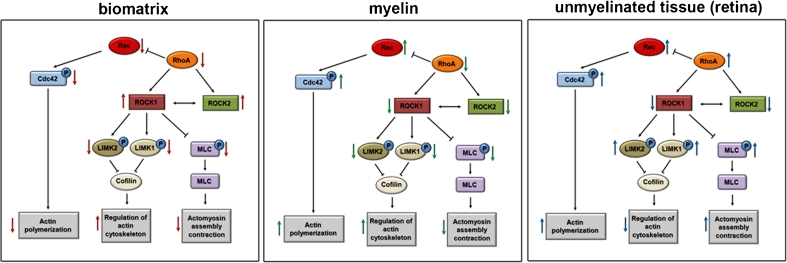 biomatrix
Rac
RhoA
Cdc42
P
ROCK1
ROCK2
LIMK2
P
LIMK1
P
MLC
P
Cofilin
MLC
Actin
polymerization
Regulation of
actin
cytoskeleton
Actomyosin
assembly
contraction
myelin
Rac
RhoA
Cdc42
P
ROCK1
ROCK2
LIMK2
P
LIMK1
P
MLC
P
Cofilin
MLC
Actin
polymerization
Regulation of
actin
cytoskeleton
Actomyosin
assembly
contraction
unmyelinated tissue (retina)
Rac
RhoA
Cdc42
P
ROCK1
ROCK2
LIMK2
P
LIMK1
P
MLC
P
Cofilin
MLC
Actin
polymerization
Regulation of
actin
cytoskeleton
Actomyosin
assembly
contraction